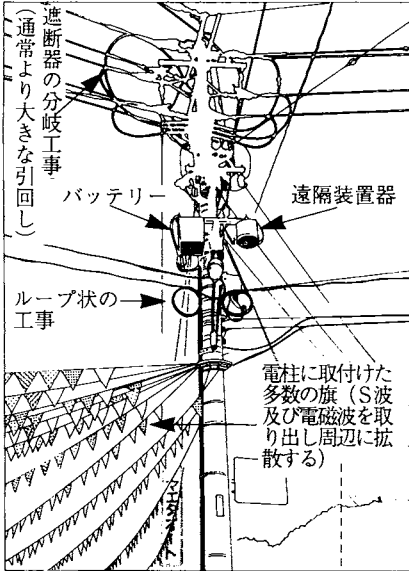 遮断器の分岐工事
(通常より大きな引回し)
バッテリー
遠隔装置器
ループ状の
工事
電柱に取付けた
多数の旗(S波
及び電磁波を取
り出し周辺に拡
散する)